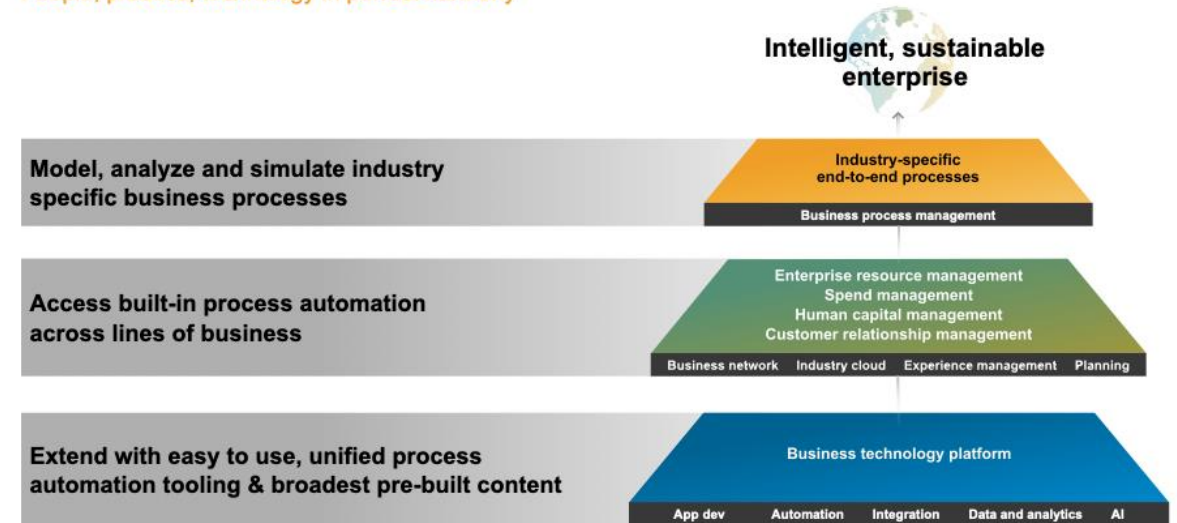 Intelligent, sustainable
enterprise
Model, analyze and simulate industry
specific business processes
Industry-specific
end-to-end processes
Business process management
Access built-in process automation
across lines of business
Enterprise resource management
Spend management
Human capital management
Customer relationship management
Business network Industry cloud Experience management Planning
Extend with easy to use, unified process
automation tooling & broadest pre-built content
Business technology platform
App dev Automation Integration Data and analytics AI